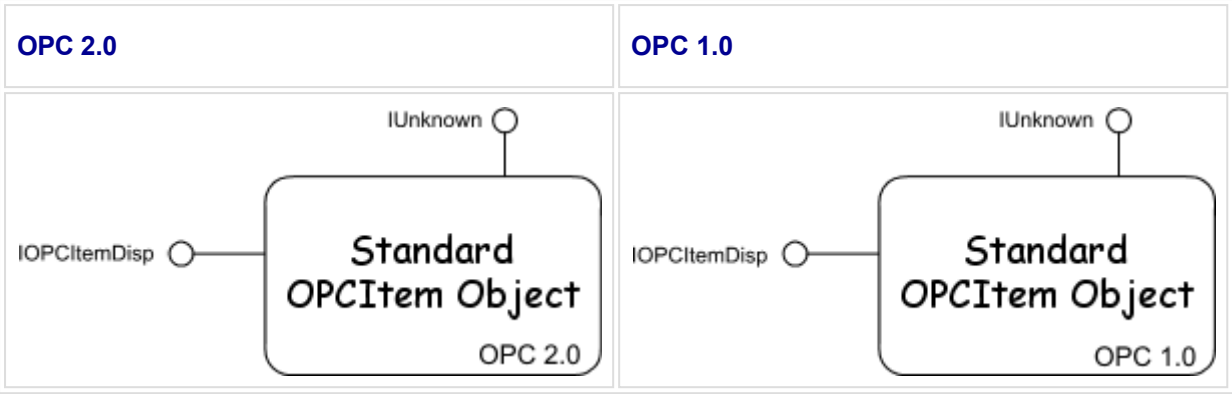 OPC 2.0
OPC 1.0
IUnknown
IOPCItemDisp
Standard
OPCItem Object
OPC 2.0
IUnknown
IOPCItemDisp
Standard
OPCItem Object
OPC 1.0